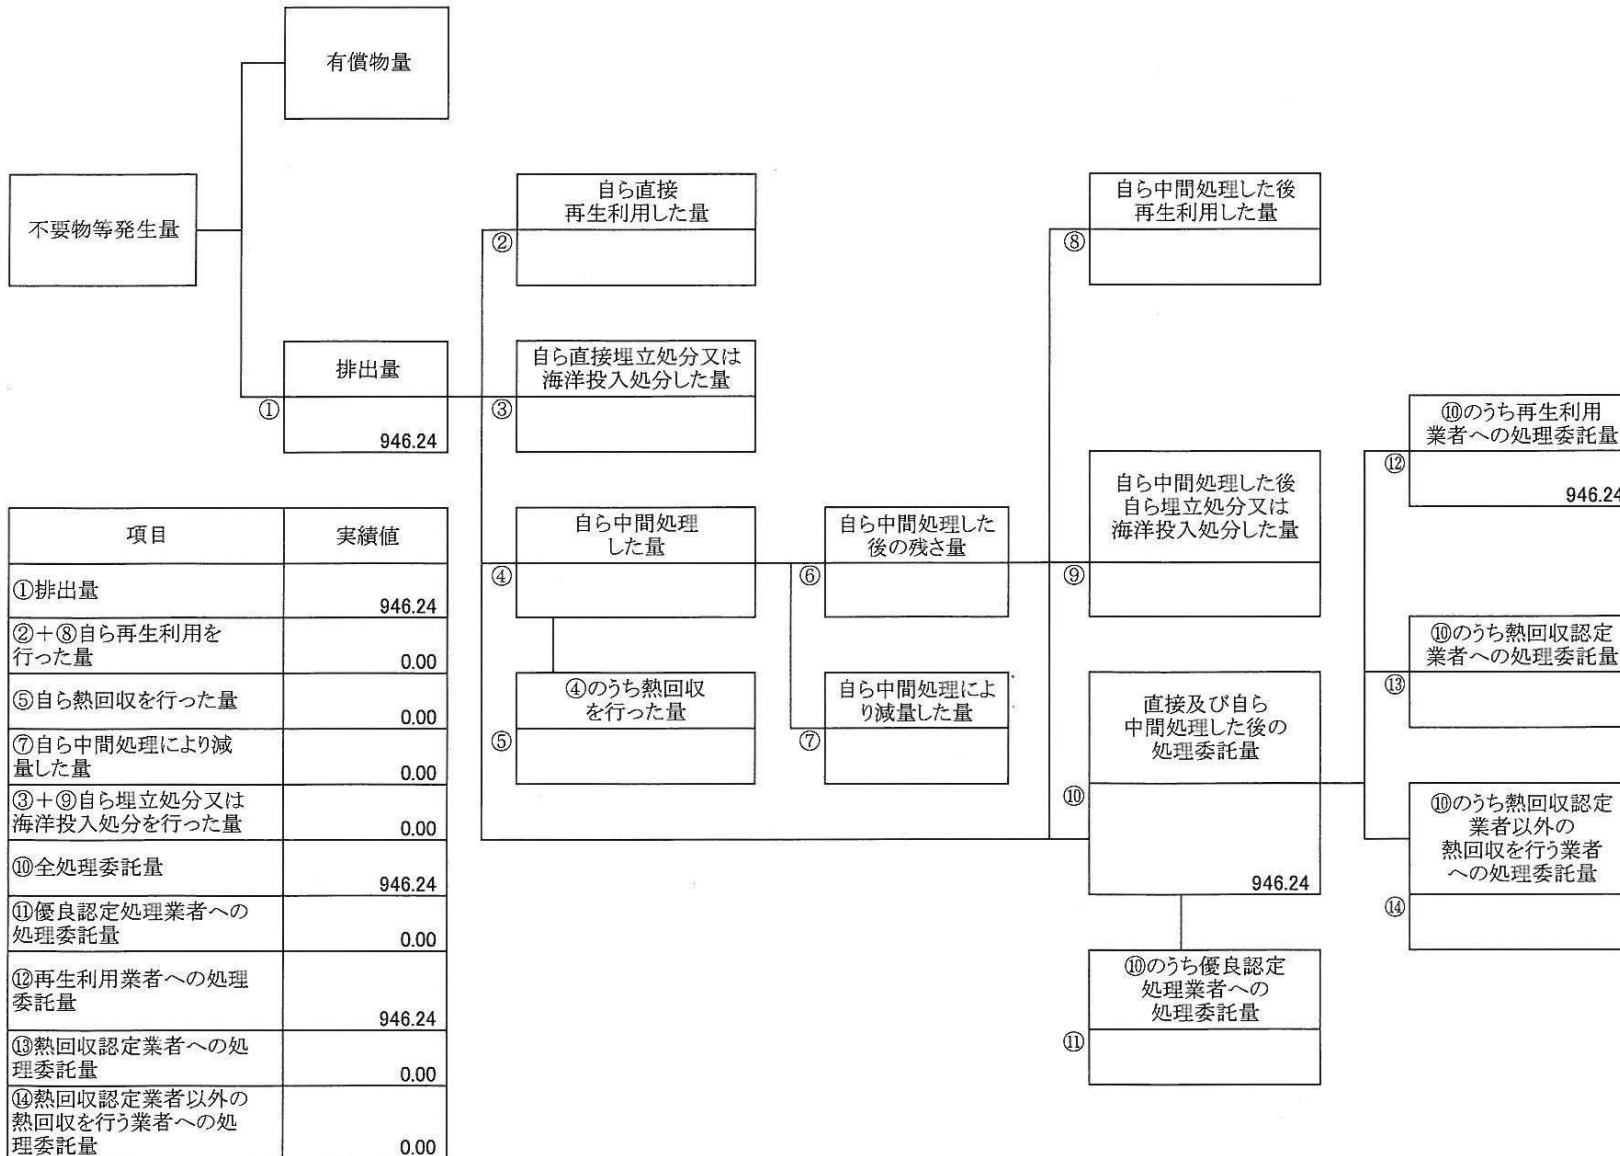 有償物量
不要物等発生量
自ら直接
再生利用した量
②
自ら中間処理した後
再生利用した量
⑧
排出量
①
946.24
自ら直接埋立処分又は
海洋投入処分した量
③
⑩のうち再生利用
業者への処理委託量
⑫
946.24
自ら中間処理した後
自ら埋立処分又は
海洋投入処分した量
⑨
自ら中間処理
した量
④
自ら中間処理した
後の残さ量
⑥
⑩のうち熱回収認定
業者への処理委託量
⑬
④のうち熱回収
を行った量
⑤
自ら中間処理によ
り減量した量
⑦
直接及び自ら
中間処理した後の
処理委託量
⑩
946.24
⑩のうち熱回収認定
業者以外の
熱回収を行う業者
への処理委託量
⑭
⑩のうち優良認定
処理業者への
処理委託量
⑪
項目
実績値
①排出量
946.24
②+⑧自ら再生利用を
行った量
0.00
⑤自ら熱回収を行った量
0.00
⑦自ら中間処理により減
量した量
0.00
③+⑨自ら埋立処分又は
海洋投入処分を行った量
0.00
⑩全処理委託量
946.24
⑪優良認定処理業者への
処理委託量
0.00
⑫再生利用業者への処理
委託量
946.24
⑬熱回収認定業者への処
理委託量
0.00
⑭熱回収認定業者以外の
熱回収を行う業者への処
理委託量
0.00